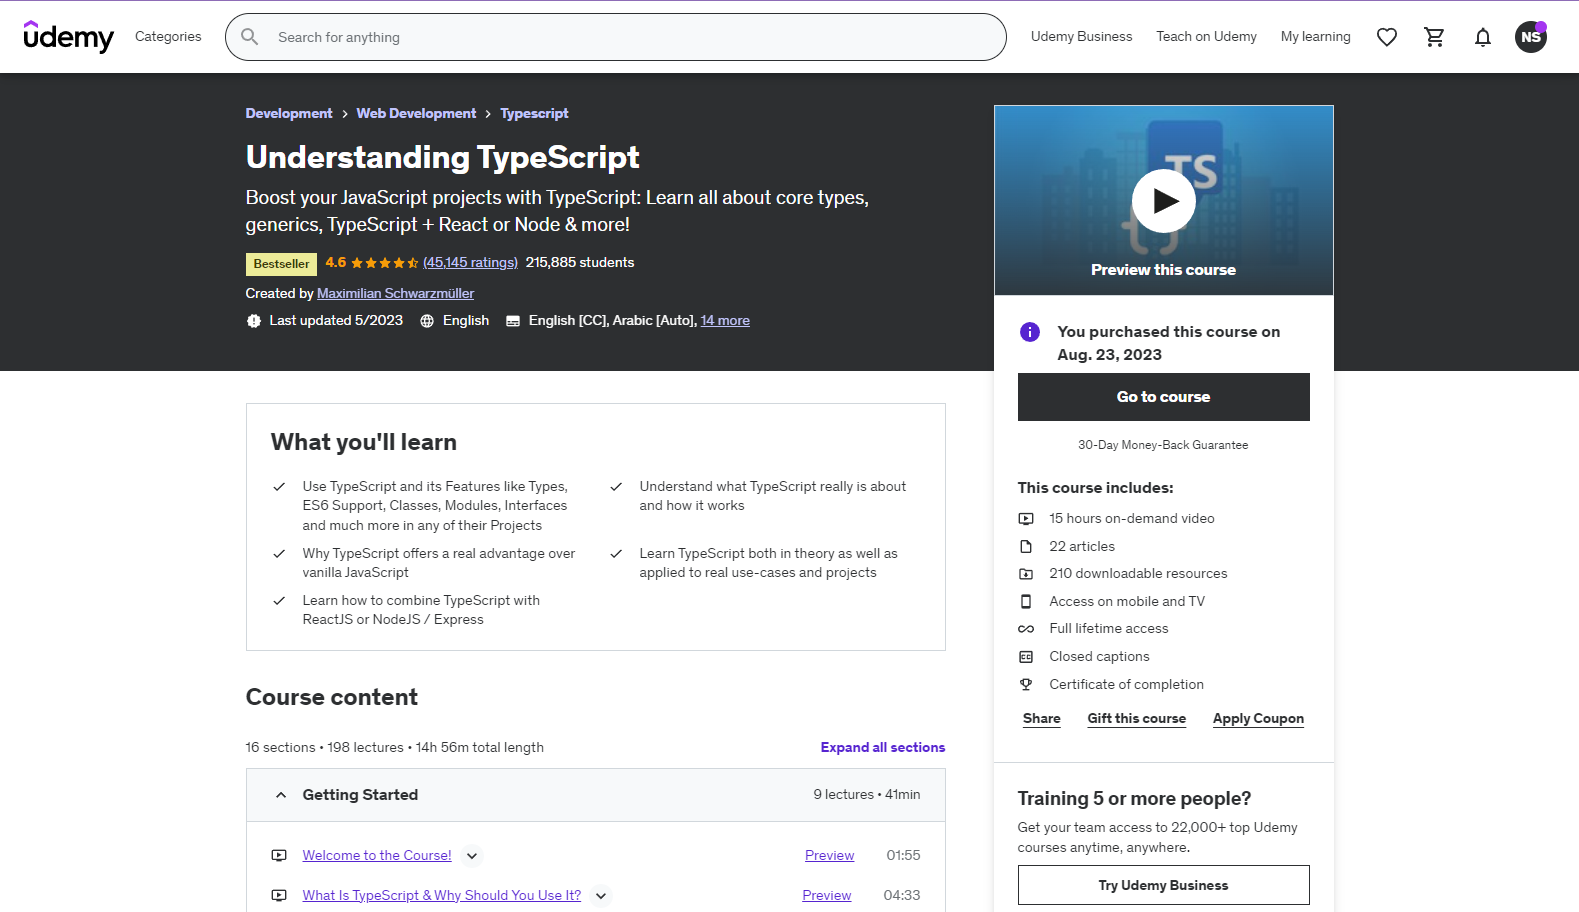 ûdemy
Categories
Search for anything
Udemy Business
Teach on Udemy
My learning
NS
Development > Web Development > Typescript
Understanding TypeScript
Boost your JavaScript projects with TypeScript: Learn all about core types,
generics, TypeScript + React or Node & more!
Bestseller 4.6 (45,145 ratings) 215,885 students
Created by Maximilian Schwarzmüller
Last updated 5/2023 English English [CC], Arabic [Auto], 14 more
TS
{}
Preview this course
You purchased this course on
Aug. 23, 2023
Go to course
30-Day Money-Back Guarantee
This course includes:
15 hours on-demand video
22 articles
210 downloadable resources
Access on mobile and TV
Full lifetime access
CC Closed captions
Certificate of completion
Share Gift this course Apply Coupon
Training 5 or more people?
Get your team access to 22,000+ top Udemy
courses anytime, anywhere.
Try Udemy Business
What you'll learn
Use TypeScript and its Features like Types,
ES6 Support, Classes, Modules, Interfaces
and much more in any of their Projects
Understand what TypeScript really is about
and how it works
Why TypeScript offers a real advantage over
vanilla JavaScript
Learn TypeScript both in theory as well as
applied to real use-cases and projects
Learn how to combine TypeScript with
ReactJS or NodeJS / Express
Course content
16 sections • 198 lectures • 14h 56m total length
Expand all sections
Getting Started 9 lectures • 41min
Welcome to the Course! Preview 01:55
What Is TypeScript & Why Should You Use It? Preview 04:33